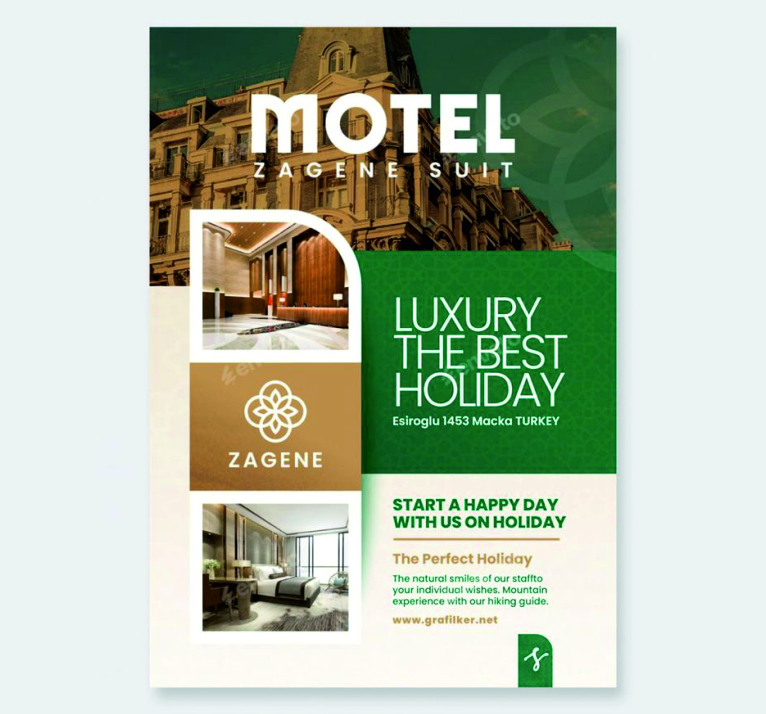 MOTEL
ZAGENE SUIT
LUXURY
THE BEST
HOLIDAY
Esiroglu 1453 Macka TURKEY
ZAGENE
START A HAPPY DAY
WITH US ON HOLIDAY
The Perfect Holiday
The natural smiles of our staffto
your individual wishes. Mountain
experience with our hiking guide.
www.grafilker.net